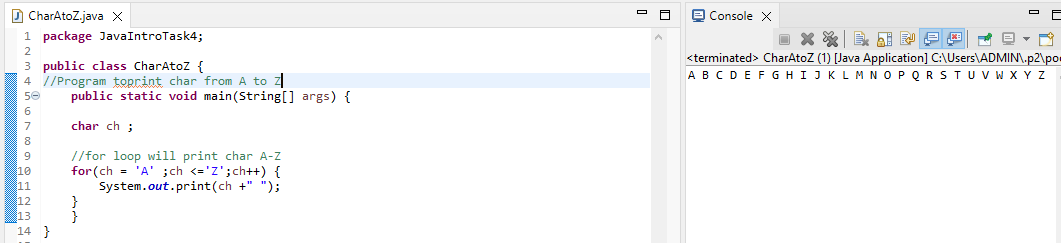 CharAtoZ.java
1 package JavaIntroTask4;
2
3 public class CharAtoZ {
4 //Program toprint char from A to Z
5 public static void main(String[] args) {
6
7 char ch ;
8
9 //for loop will print char A-Z
10 for(ch = 'A' ;ch <='Z';ch++) {
11 System.out.print(ch +" ");
12 }
13 }
14 }
Console
<terminated> CharAtoZ (1) [Java Application] C:\Users\ADMIN\.p2\poo
A B C D E F G H I J K L M N O P Q R S T U V W X Y Z